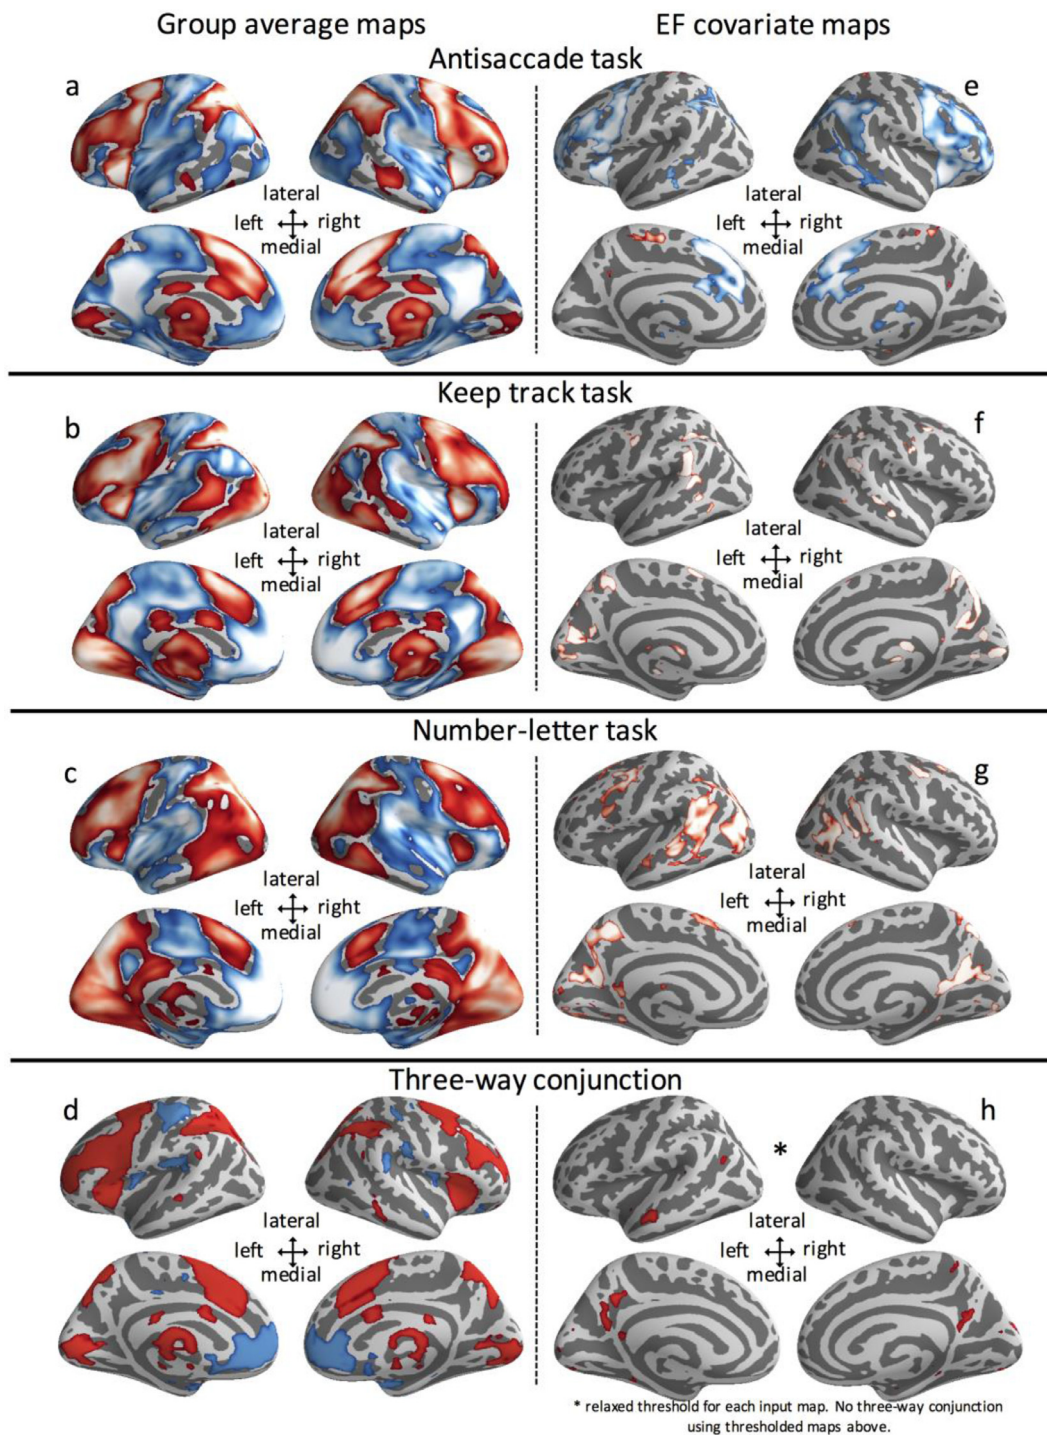 Group average maps
EF covariate maps
Antisaccade task
a
e
lateral
left
right
medial
lateral
left
right
medial
Keep track task
b
f
lateral
left
right
medial
lateral
left
right
medial
Number-letter task
c
g
lateral
left
right
medial
lateral
left
right
medial
Three-way conjunction
d
h
*
lateral
left
right
medial
lateral
left
right
medial
* relaxed threshold for each input map. No three-way conjunction
using thresholded maps above.